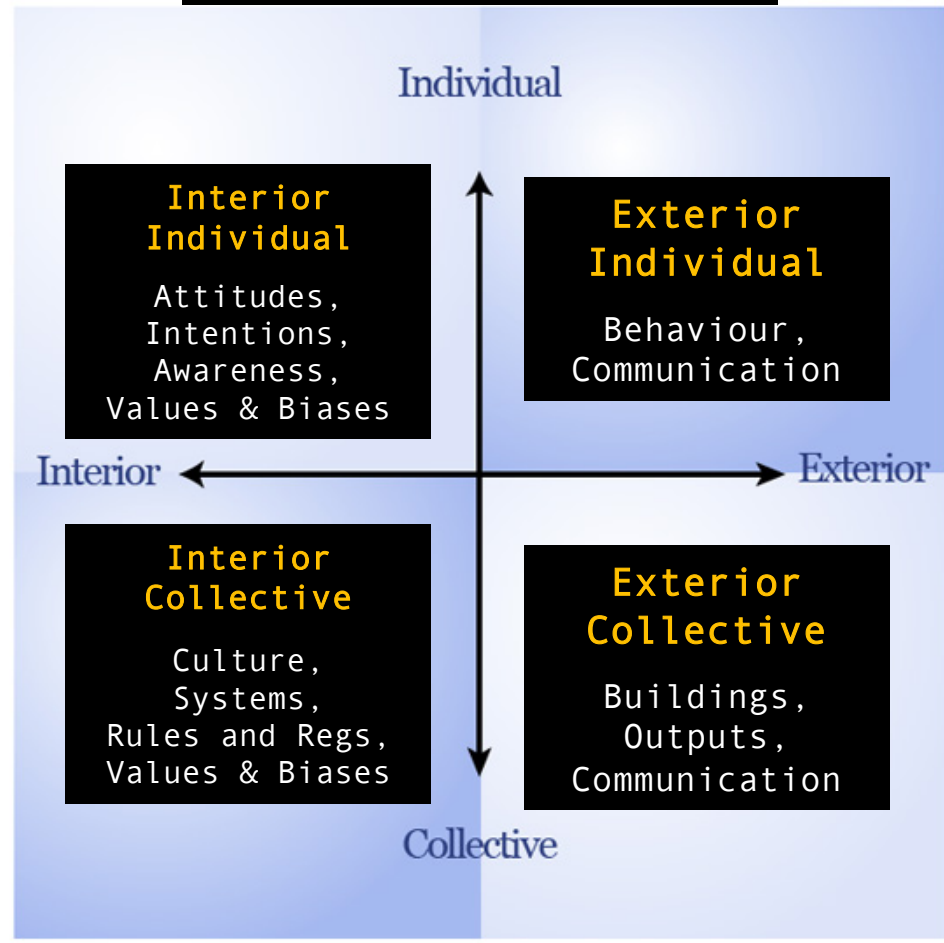 Individual
Interior
Individual
Attitudes,
Intentions,
Awareness,
Values & Biases
Exterior
Individual
Behaviour,
Communication
Interior
Exterior
Interior
Collective
Culture,
Systems,
Rules and Regs,
Values & Biases
Exterior
Collective
Buildings,
Outputs,
Communication
Collective